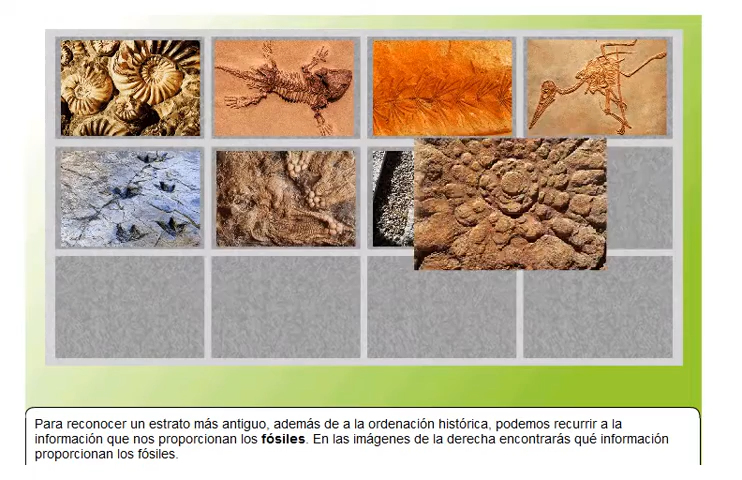 Para reconocer un estrato más antiguo, además de a la ordenación histórica, podemos recurrir a la
información que nos proporcionan los fósiles. En las imágenes de la derecha encontrarás qué información
proporcionan los fósiles.